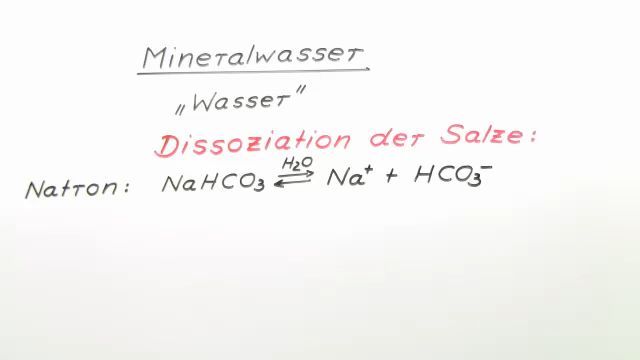 Mineralwasser
„Wasser"
Dissoziation der Salze:
Natron: NaHCO₃ ⇌ (H₂O) Na⁺ + HCO₃⁻